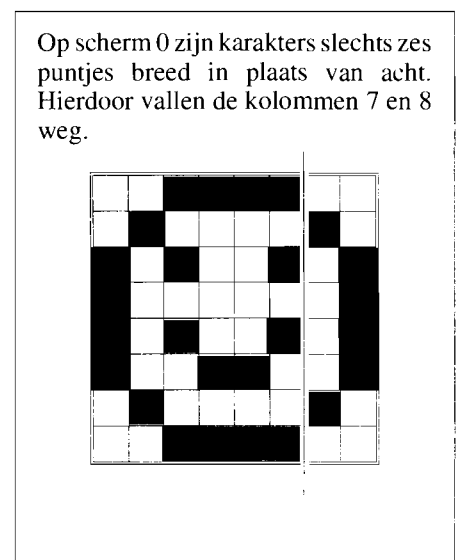 Op scherm 0 zijn karakters slechts zes
puntjes breed in plaats van acht.
Hierdoor vallen de kolommen 7 en 8
weg.